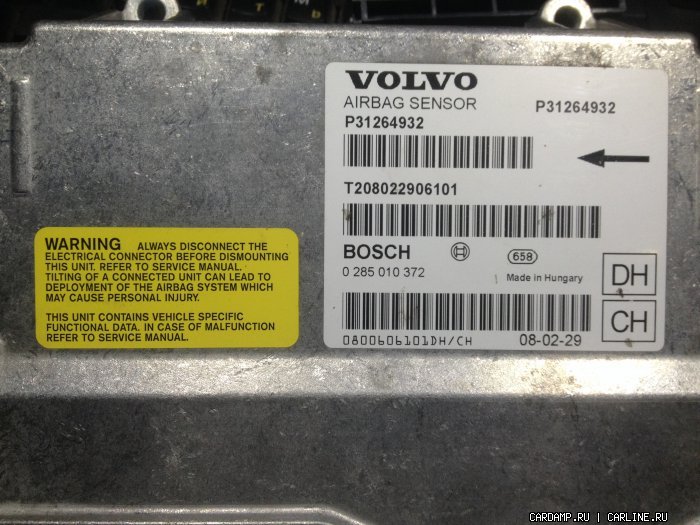 VOLVO
AIRBAG SENSOR P31264932
P31264932
T208022906101
BOSCH 658
0 285 010 372 Made in Hungary
DH
CH
0800606101DH/CH 08-02-29
WARNING ALWAYS DISCONNECT THE
ELECTRICAL CONNECTOR BEFORE DISMOUNTING
THIS UNIT. REFER TO SERVICE MANUAL.
TILTING OF A CONNECTED UNIT CAN LEAD TO
DEPLOYMENT OF THE AIRBAG SYSTEM WHICH
MAY CAUSE PERSONAL INJURY.
THIS UNIT CONTAINS VEHICLE SPECIFIC
FUNCTIONAL DATA. IN CASE OF MALFUNCTION
REFER TO SERVICE MANUAL.
CARDAMP.RU | CARLINE.RU